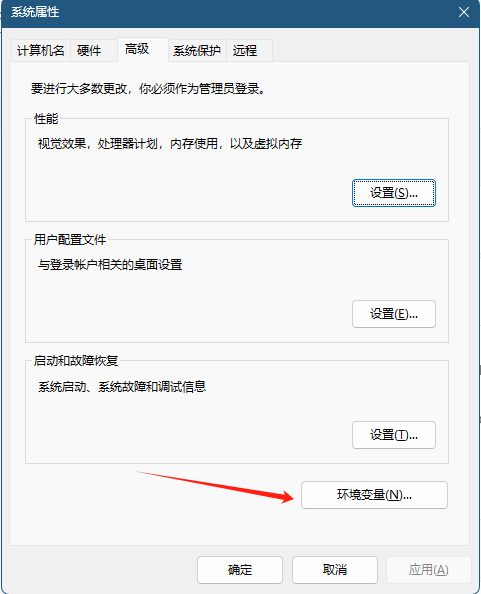 系统属性
计算机名 硬件 高级 系统保护 远程
要进行大多数更改，你必须作为管理员登录。
性能
视觉效果，处理器计划，内存使用，以及虚拟内存
设置(S)...
用户配置文件
与登录帐户相关的桌面设置
设置(E)...
启动和故障恢复
系统启动、系统故障和调试信息
设置(T)...
环境变量(N)...
确定 取消 应用(A)